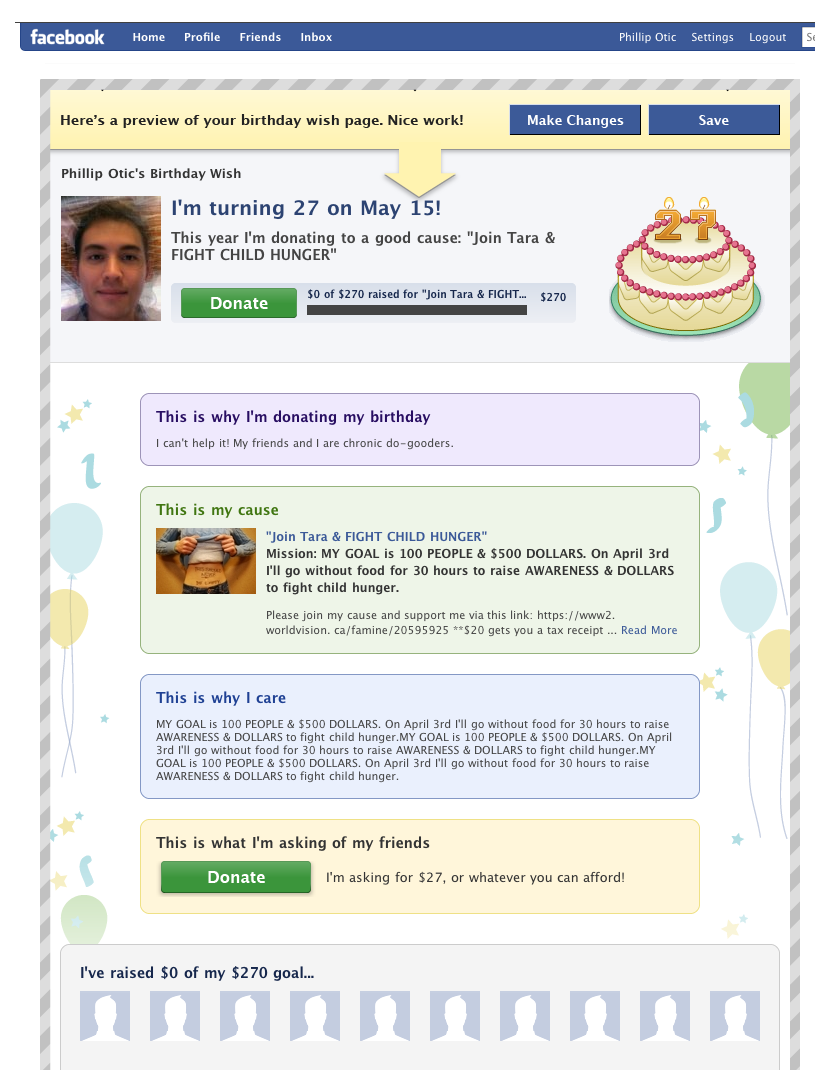 facebook Home Profile Friends Inbox Phillip Otic Settings Logout Se
Here's a preview of your birthday wish page. Nice work! Make Changes Save
Phillip Otic's Birthday Wish
I'm turning 27 on May 15!
This year I'm donating to a good cause: "Join Tara &
FIGHT CHILD HUNGER"
Donate $0 of $270 raised for "Join Tara & FIGHT... $270
27
This is why I'm donating my birthday
I can't help it! My friends and I are chronic do-gooders.
This is my cause
"Join Tara & FIGHT CHILD HUNGER"
Mission: MY GOAL is 100 PEOPLE & $500 DOLLARS. On April 3rd
I'll go without food for 30 hours to raise AWARENESS & DOLLARS
to fight child hunger.
Please join my cause and support me via this link: https://www2.
worldvision. ca/famine/20595925 **$20 gets you a tax receipt ... Read More
This is why I care
MY GOAL is 100 PEOPLE & $500 DOLLARS. On April 3rd I'll go without food for 30 hours to raise
AWARENESS & DOLLARS to fight child hunger.MY GOAL is 100 PEOPLE & $500 DOLLARS. On April
3rd I'll go without food for 30 hours to raise AWARENESS & DOLLARS to fight child hunger.MY
GOAL is 100 PEOPLE & $500 DOLLARS. On April 3rd I'll go without food for 30 hours to raise
AWARENESS & DOLLARS to fight child hunger.
This is what I'm asking of my friends
Donate I'm asking for $27, or whatever you can afford!
I've raised $0 of my $270 goal...